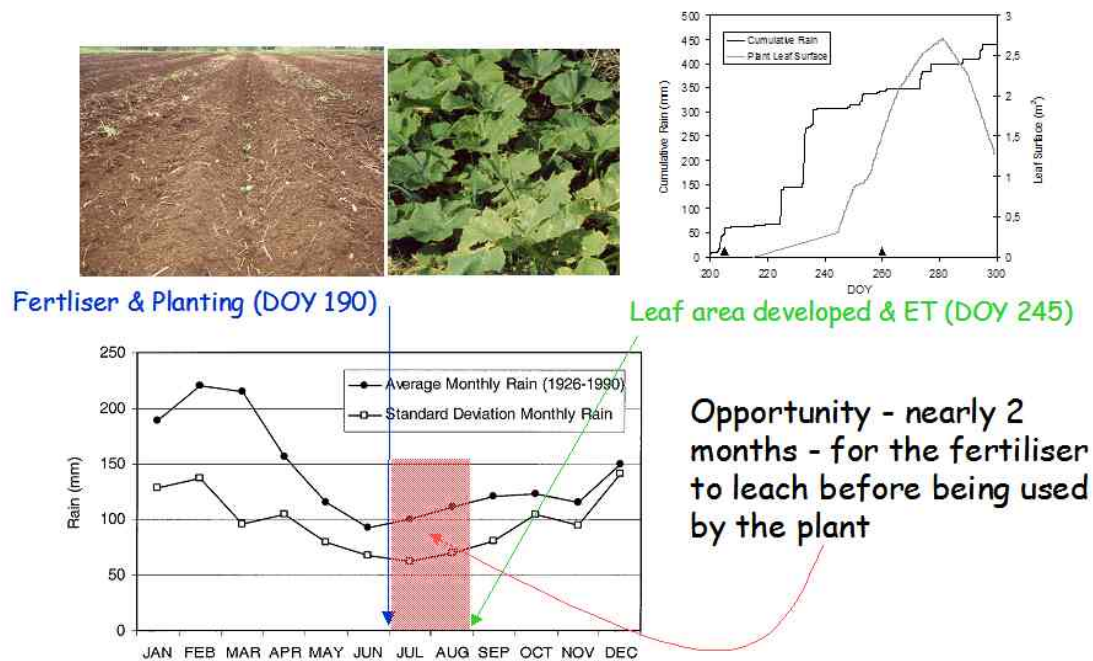 500
450
400
350
300
250
200
150
100
50
0
Cumulative Rain (mm)
Cumulative Rain
Plant Leaf Surface
3
2,5
2
1,5
1
0,5
0
Leaf Surface (m²)
200 220 240 260 280 300
DOY
Fertliser & Planting (DOY 190)
Leaf area developed & ET (DOY 245)
250
200
150
100
50
0
Rain (mm)
Average Monthly Rain (1926-1990)
Standard Deviation Monthly Rain
JAN FEB MAR APR MAY JUN JUL AUG SEP OCT NOV DEC
Opportunity - nearly 2
months - for the fertiliser
to leach before being used
by the plant